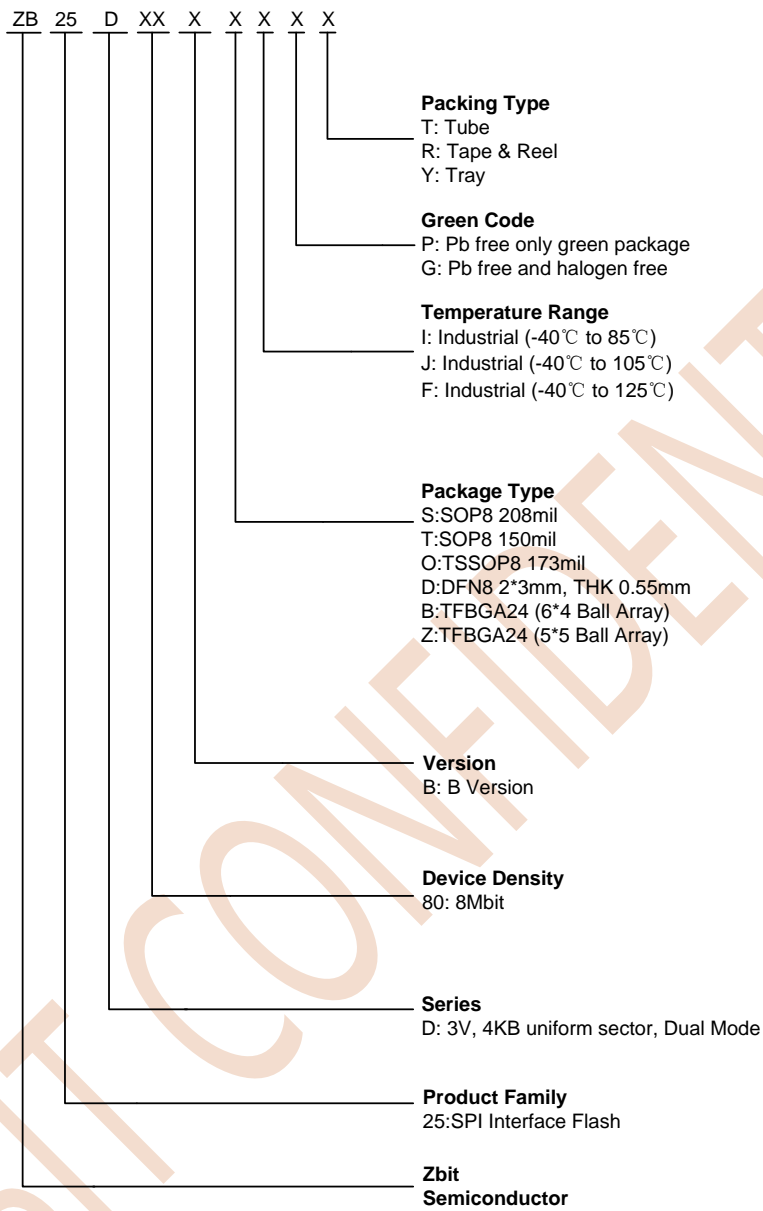 ZB 25 D XX X X X X X
Packing Type
T: Tube
R: Tape & Reel
Y: Tray
Green Code
P: Pb free only green package
G: Pb free and halogen free
Temperature Range
I: Industrial (-40℃ to 85℃)
J: Industrial (-40℃ to 105℃)
F: Industrial (-40℃ to 125℃)
Package Type
S:SOP8 208mil
T:SOP8 150mil
O:TSSOP8 173mil
D:DFN8 2*3mm, THK 0.55mm
B:TFBGA24 (6*4 Ball Array)
Z:TFBGA24 (5*5 Ball Array)
Version
B: B Version
Device Density
80: 8Mbit
Series
D: 3V, 4KB uniform sector, Dual Mode
Product Family
25:SPI Interface Flash
Zbit
Semiconductor